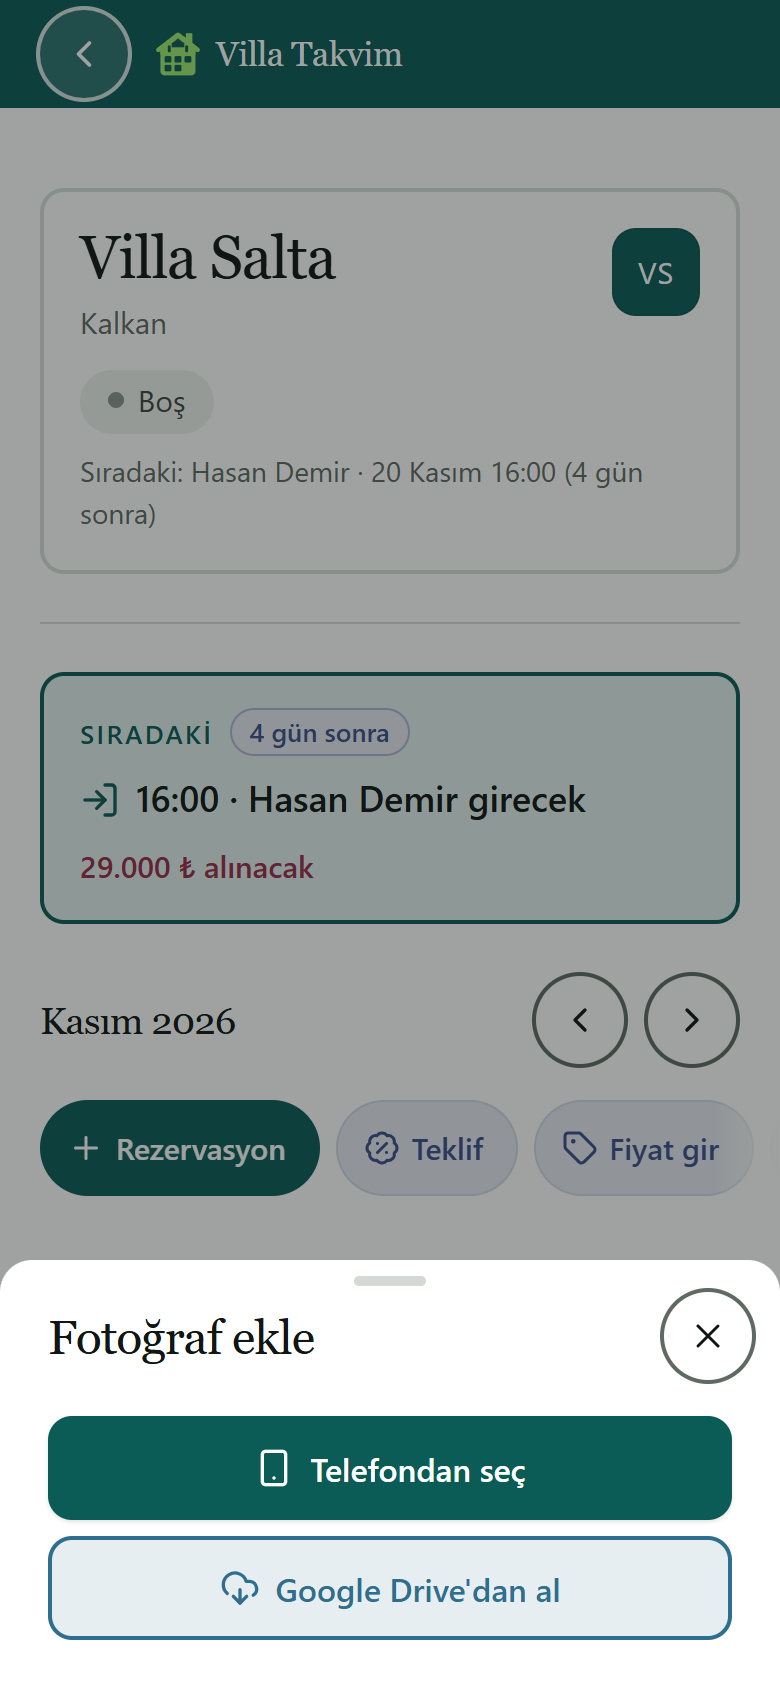 Villa Takvim
Villa Salta
VS
Kalkan
Boş
Sıradaki: Hasan Demir · 20 Kasım 16:00 (4 gün
sonra)
SIRADAKİ
4 gün sonra
16:00 · Hasan Demir girecek
29.000 ₺ alınacak
Kasım 2026
Rezervasyon
Teklif
Fiyat gir
Fotoğraf ekle
Telefondan seç
Google Drive'dan al